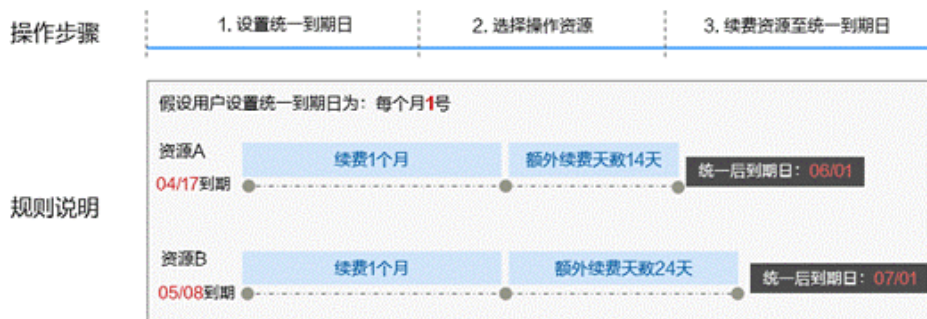 操作步骤
1. 设置统一到期日
2. 选择操作资源
3. 续费资源至统一到期日
规则说明
假设用户设置统一到期日为：每个月1号
资源A
04/17到期
续费1个月
额外续费天数14天
统一后到期日：06/01
资源B
05/08到期
续费1个月
额外续费天数24天
统一后到期日：07/01